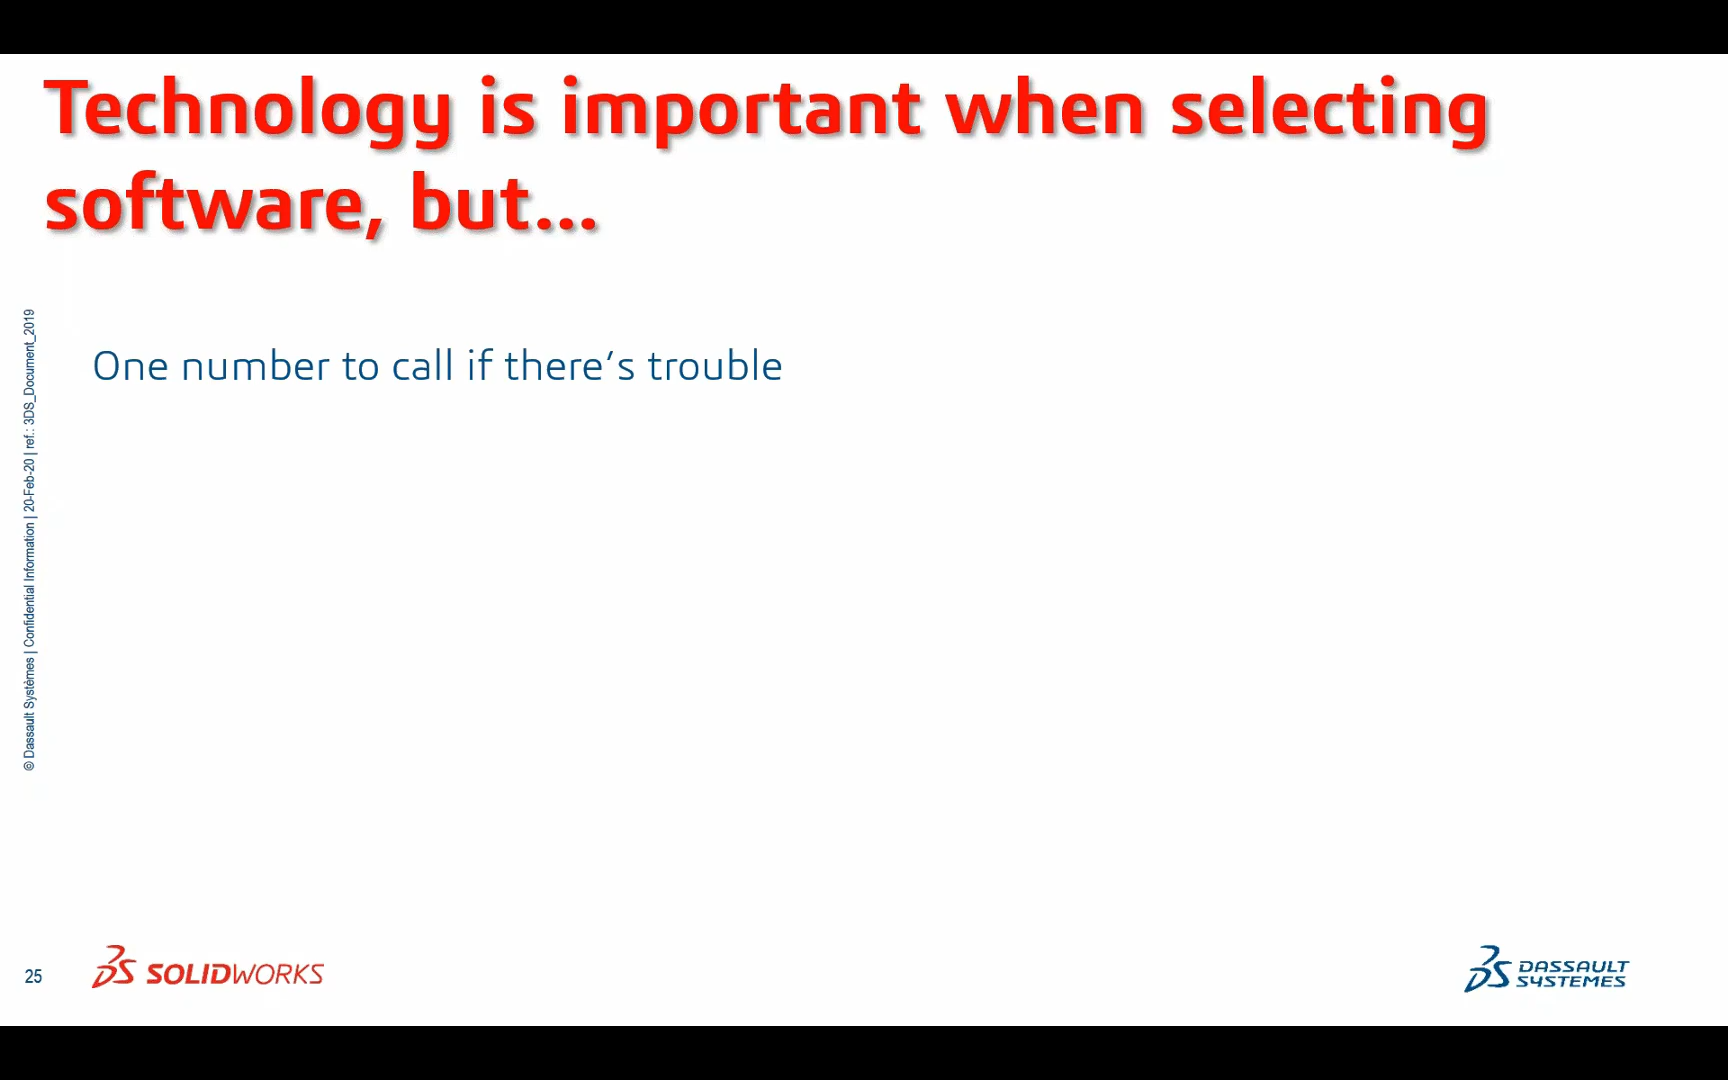 Technology is important when selecting
software, but...
One number to call if there's trouble
© Dassault Systèmes | Confidential Information | 20-Feb-20 | ref.: 3DS_Document_2019
25
SOLIDWORKS
DASSAULT
SYSTEMES